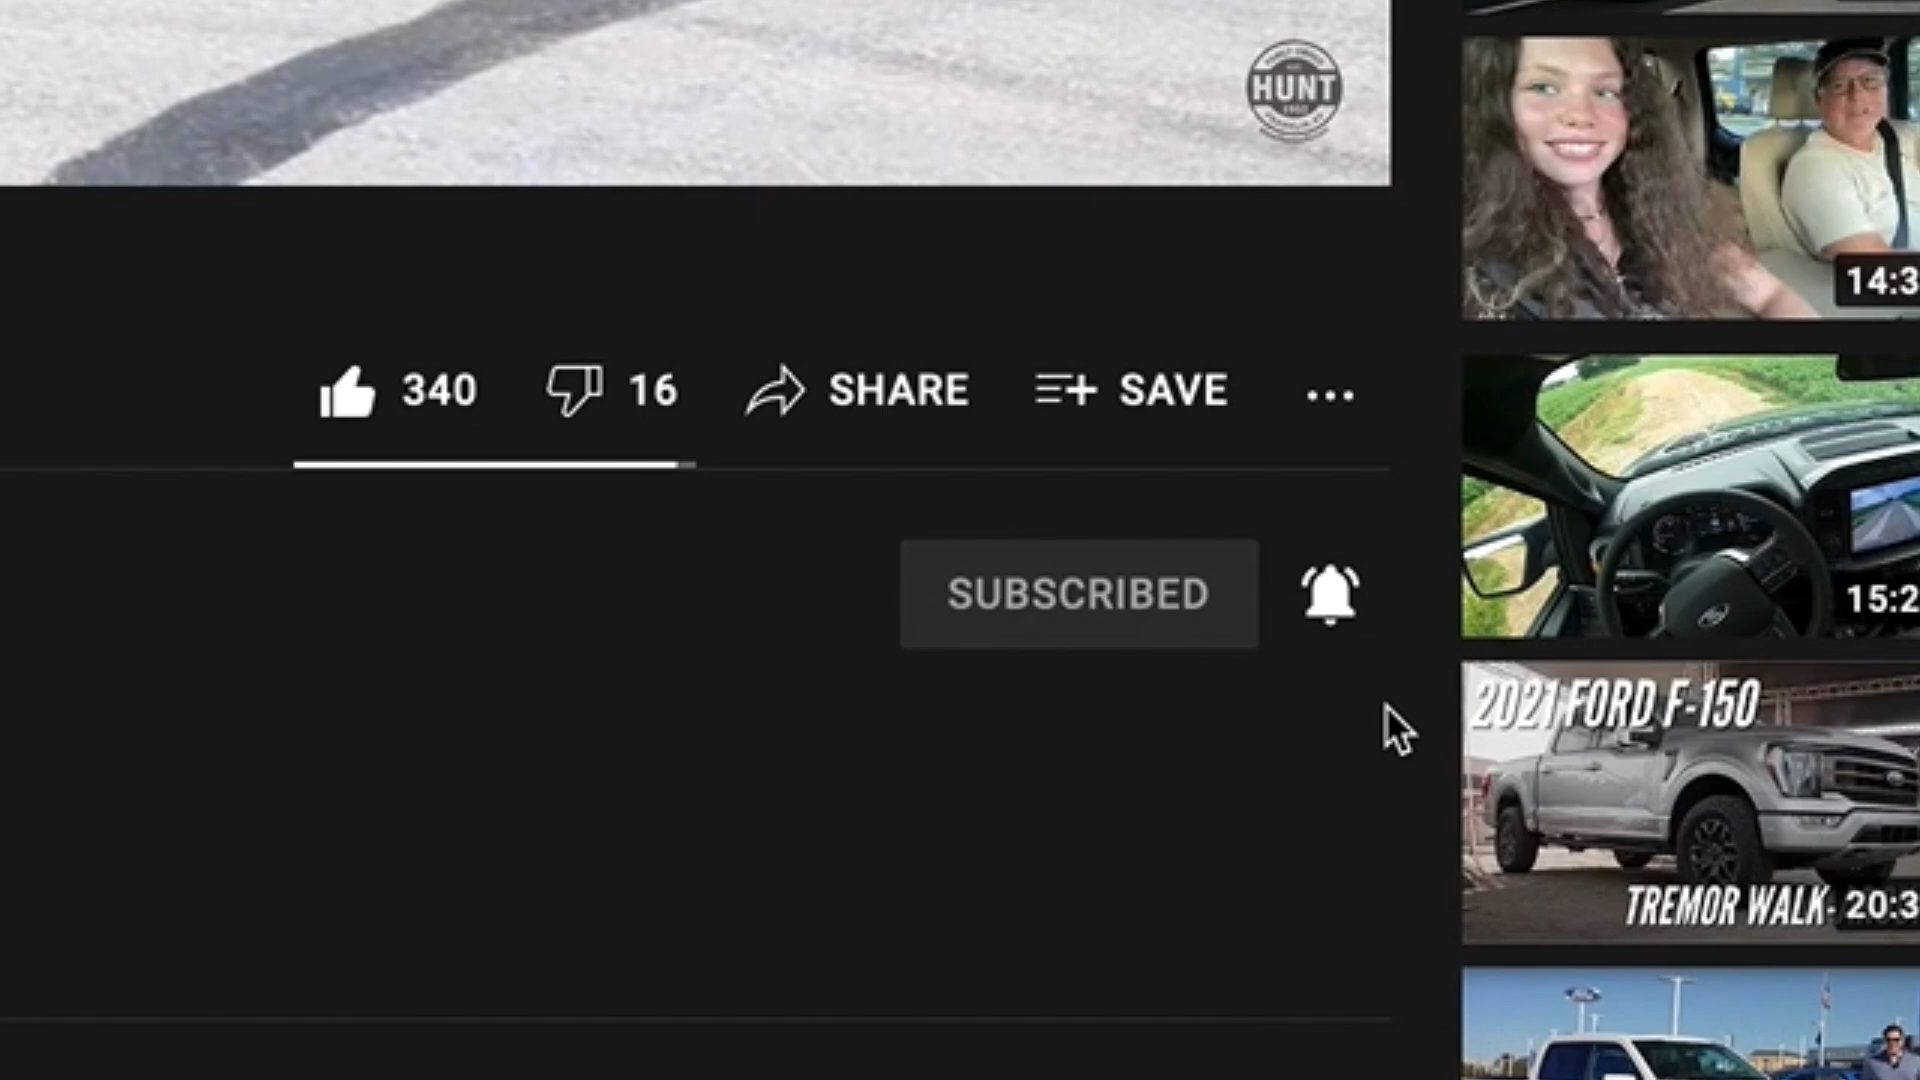 HUNT
14:3
340
16
SHARE
SAVE
SUBSCRIBED
15:2
2021 FORD F-150
TREMOR WALK-
20:3